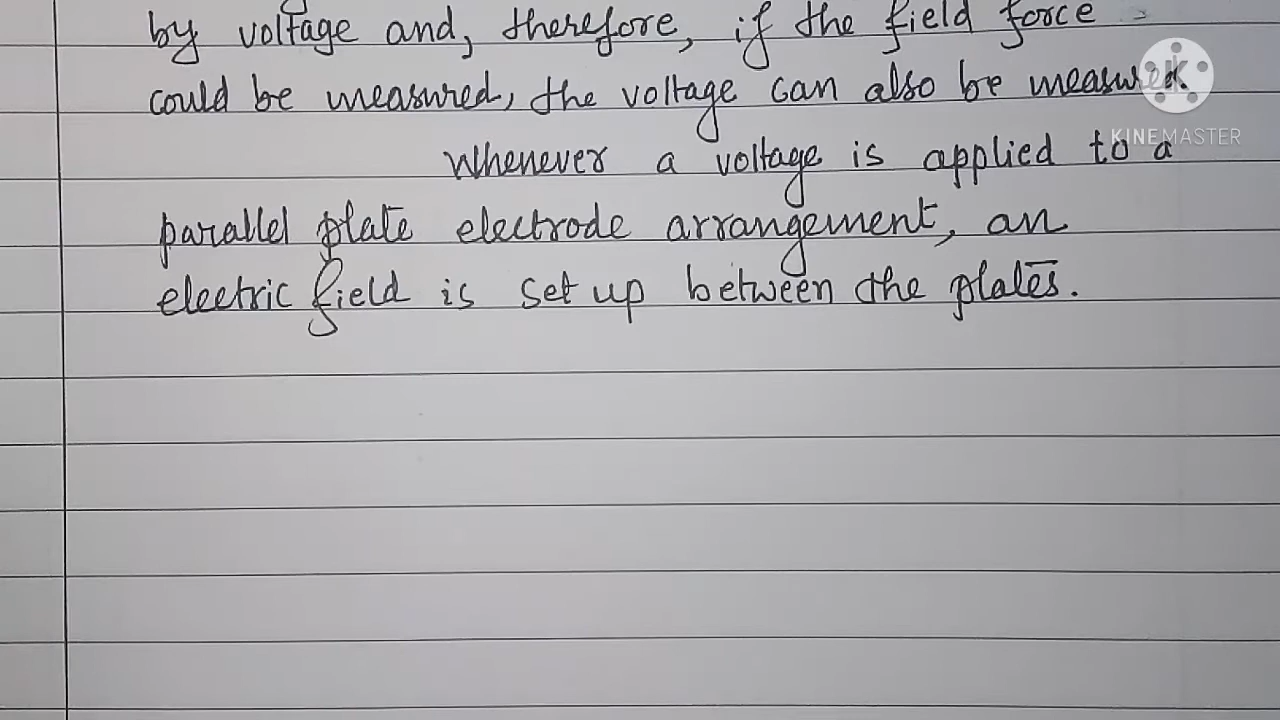 by voltage and, therefore, if the field force
could be measured, the voltage can also be measured
KINEMASTER
Whenever a voltage is applied to a
parallel plate electrode arrangement, an
electric field is set up between the plates.